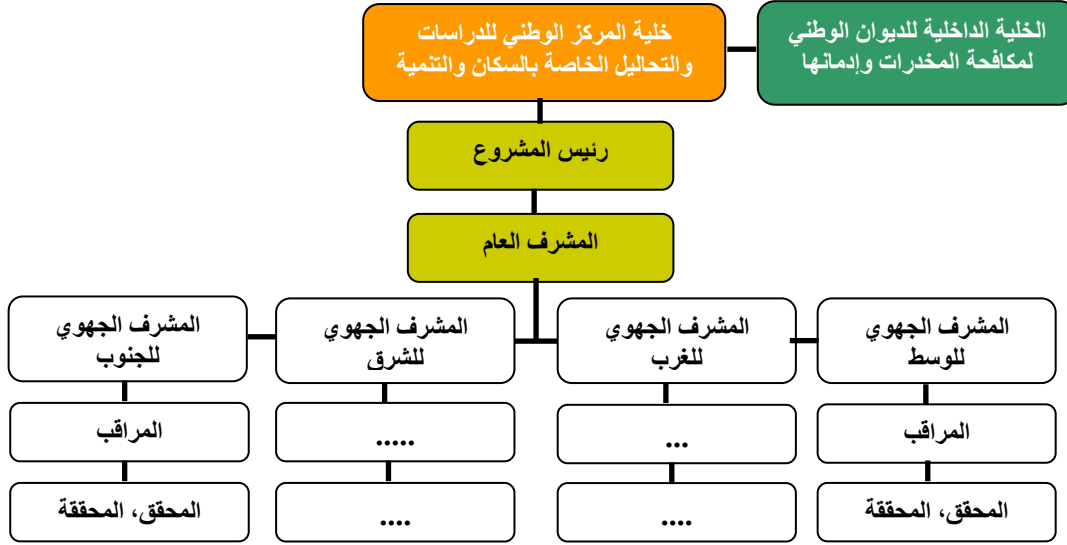 الخلية الداخلية للديوان الوطني
لمكافحة المخدرات وإدمانها
خلية المركز الوطني للدراسات
والتحاليل الخاصة بالسكان والتنمية
رئيس المشروع
المشرف العام
المشرف الجهوي
للوسط
المشرف الجهوي
للغرب
المشرف الجهوي
للشرق
المشرف الجهوي
للجنوب
المراقب
...
.....
المراقب
المحقق، المحققة
....
....
المحقق، المحققة